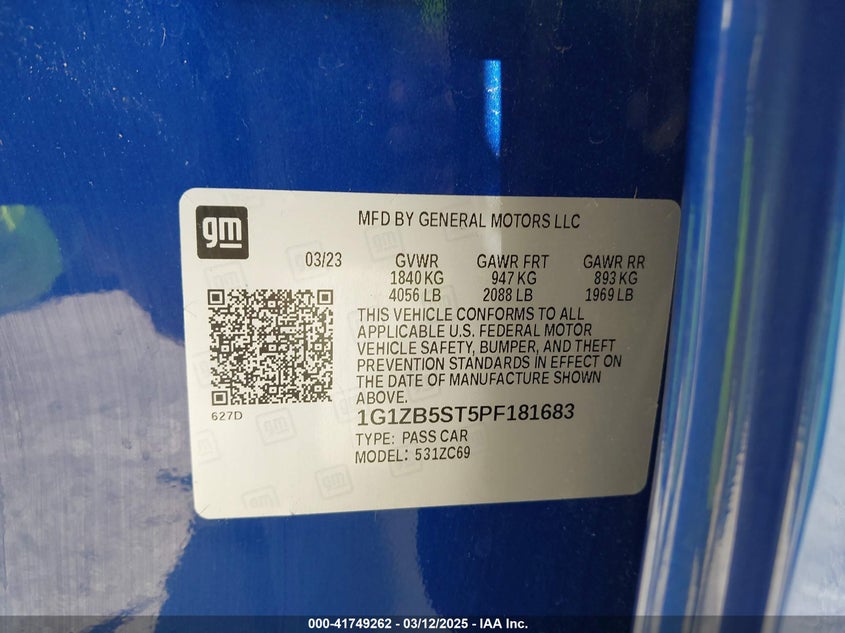 gm
MFD BY GENERAL MOTORS LLC
03/23 GVWR GAWR FRT GAWR RR
1840 KG 947 KG 893 KG
4056 LB 2088 LB 1969 LB
THIS VEHICLE CONFORMS TO ALL
APPLICABLE U.S. FEDERAL MOTOR
VEHICLE SAFETY, BUMPER, AND THEFT
PREVENTION STANDARDS IN EFFECT ON
THE DATE OF MANUFACTURE SHOWN
ABOVE.
627D
1G1ZB5ST5PF181683
TYPE: PASS CAR
MODEL: 531ZC69
000-41749262 - 03/12/2025 - IAA Inc.